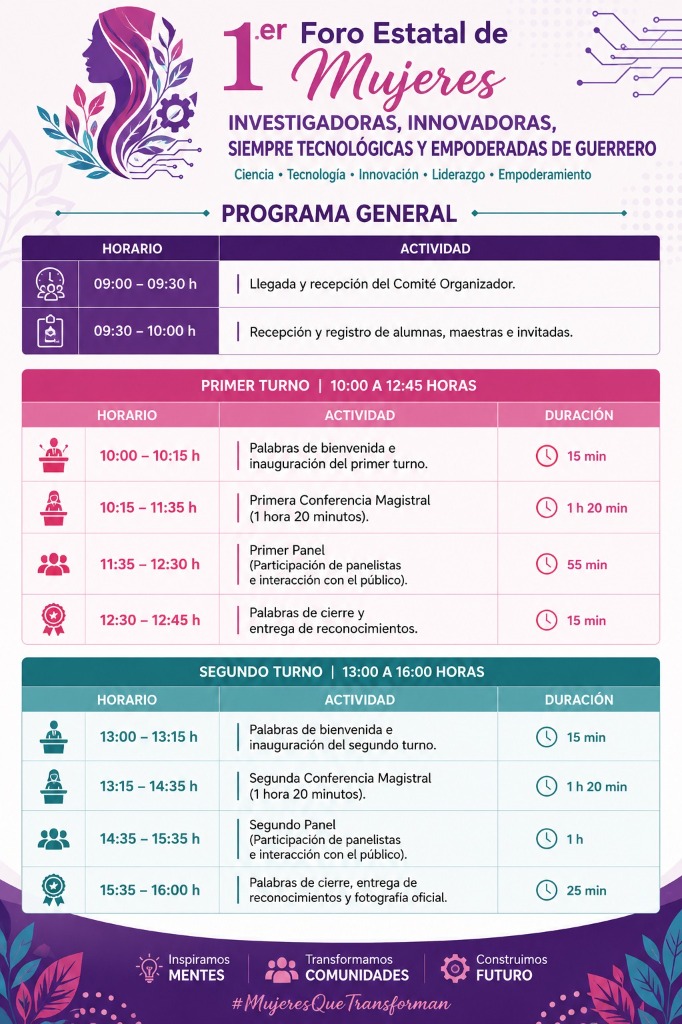 1.er Foro Estatal de
Mujeres
INVESTIGADORAS, INNOVADORAS,
SIEMPRE TECNOLÓGICAS Y EMPODERADAS DE GUERRERO
Ciencia • Tecnología • Innovación • Liderazgo • Empoderamiento
PROGRAMA GENERAL
HORARIO ACTIVIDAD
09:00 – 09:30 h Llegada y recepción del Comité Organizador.
09:30 – 10:00 h Recepción y registro de alumnas, maestras e invitadas.
PRIMER TURNO | 10:00 A 12:45 HORAS
HORARIO ACTIVIDAD DURACIÓN
10:00 – 10:15 h Palabras de bienvenida e
inauguración del primer turno. 15 min
10:15 – 11:35 h Primera Conferencia Magistral
(1 hora 20 minutos). 1 h 20 min
11:35 – 12:30 h Primer Panel
(Participación de panelistas
e interacción con el público). 55 min
12:30 – 12:45 h Palabras de cierre y
entrega de reconocimientos. 15 min
SEGUNDO TURNO | 13:00 A 16:00 HORAS
HORARIO ACTIVIDAD DURACIÓN
13:00 – 13:15 h Palabras de bienvenida e
inauguración del segundo turno. 15 min
13:15 – 14:35 h Segunda Conferencia Magistral
(1 hora 20 minutos). 1 h 20 min
14:35 – 15:35 h Segundo Panel
(Participación de panelistas
e interacción con el público). 1 h
15:35 – 16:00 h Palabras de cierre, entrega de
reconocimientos y fotografía oficial. 25 min
Inspiramos
MENTES
Transformamos
COMUNIDADES
Construimos
FUTURO
#MujeresQueTransforman